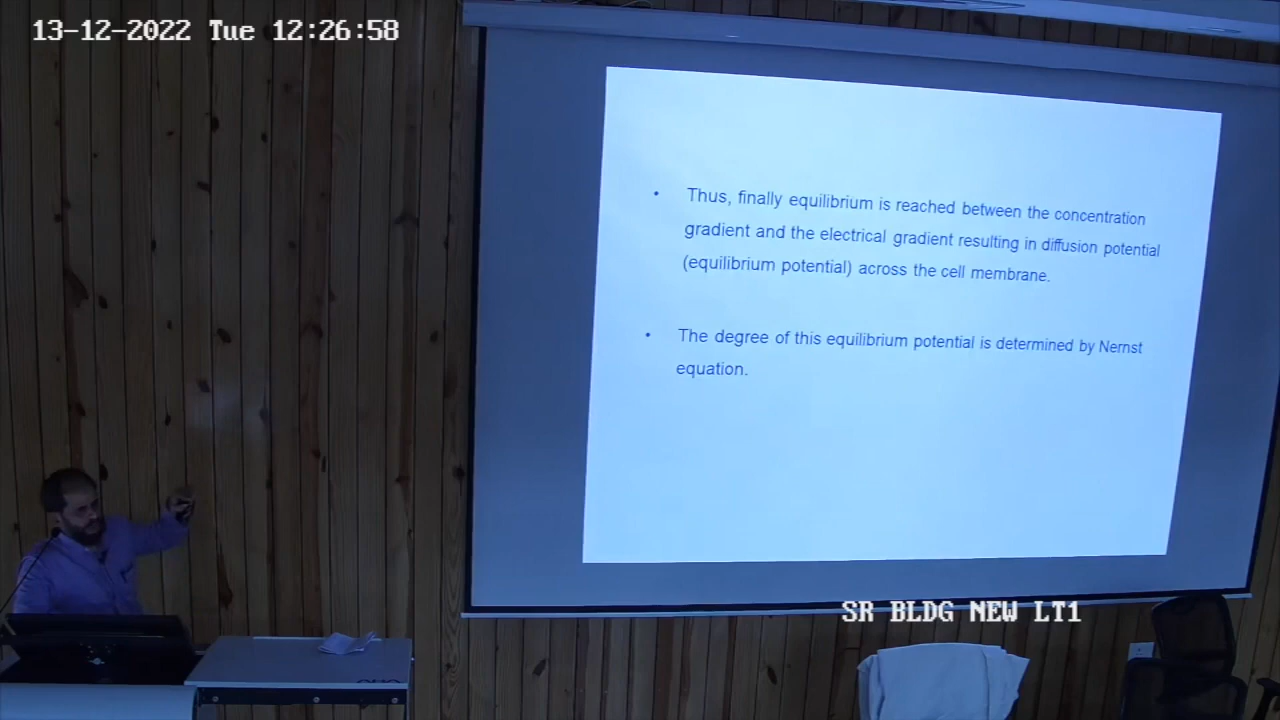 13-12-2022 Tue 12:26:58
• Thus, finally equilibrium is reached between the concentration
gradient and the electrical gradient resulting in diffusion potential
(equilibrium potential) across the cell membrane.
• The degree of this equilibrium potential is determined by Nernst
equation.
SR BLDG NEW LT1